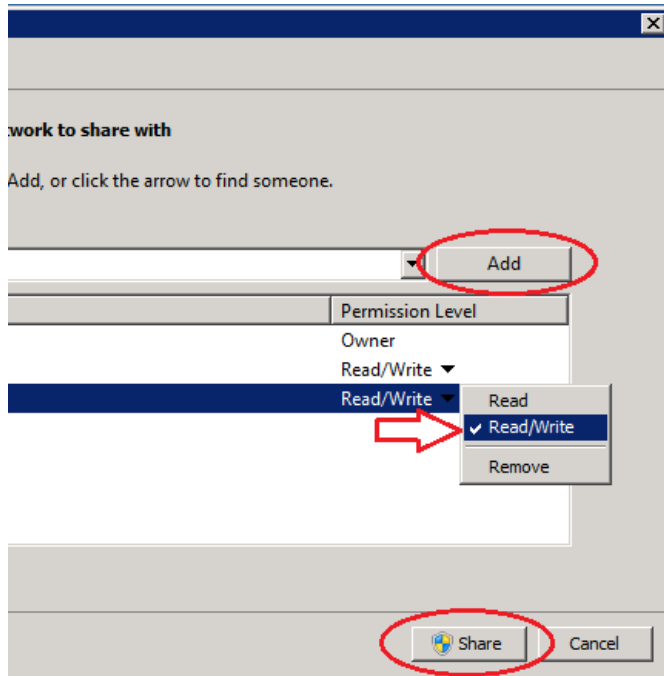 twork to share with
Add, or click the arrow to find someone.
Add
Permission Level
Owner
Read/Write
Read/Write
Read
Read/Write
Remove
Share
Cancel